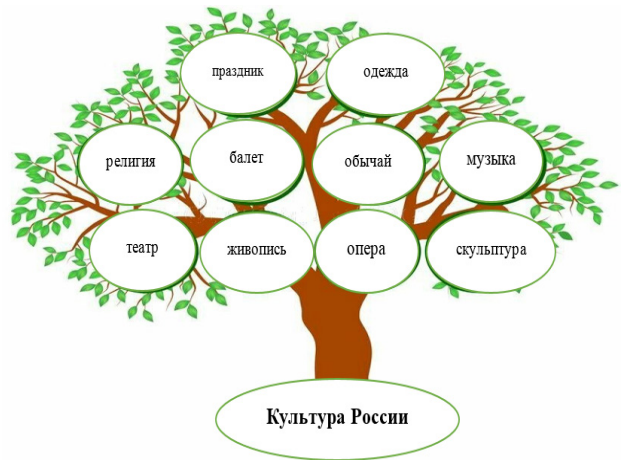 праздник
одежда
религия
балет
обычай
музыка
театр
живопись
опера
скульптура
Культура России